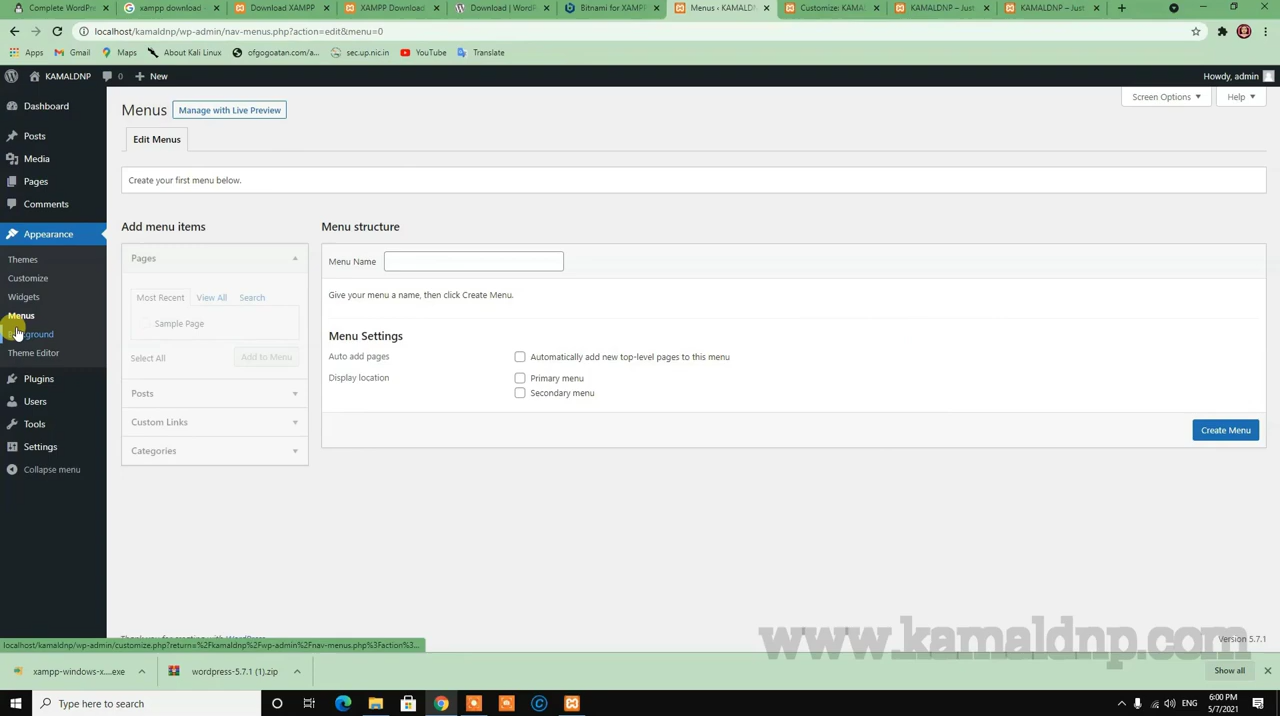 Complete WordPr
xampp download -
Download XAMPP
XAMPP Download
Download | WordPr
Bitnami for XAMPP
Menus ‹ KAMALDNP
Customize: KAMAL
KAMALDNP – Just
KAMALDNP – Just
localhost/kamaldnp/wp-admin/nav-menus.php?action=edit&menu=0
Apps
Gmail
Maps
About Kali Linux
ofgogoatan.com/a...
sec.up.nic.in
YouTube
Translate
KAMALDNP
0
New
Howdy, admin
Dashboard
Posts
Media
Pages
Comments
Appearance
Themes
Customize
Widgets
Menus
Theme Editor
Plugins
Users
Tools
Settings
Collapse menu
Menus
Manage with Live Preview
Screen Options
Help
Edit Menus
Create your first menu below.
Add menu items
Pages
Most Recent
View All
Search
Sample Page
Select All
Add to Menu
Posts
Custom Links
Categories
Menu structure
Menu Name
Give your menu a name, then click Create Menu.
Menu Settings
Auto add pages
Automatically add new top-level pages to this menu
Display location
Primary menu
Secondary menu
Create Menu
Version 5.7.1
www.kamaldnp.com/
localhost/kamaldnp/wp-admin/customize.php?return=%2Fkamaldnp%2Fwp-admin%2Fnav-menus.php%3Faction%3...
xampp-windows-x....exe
wordpress-5.7.1 (1).zip
Show all
Type here to search
6:00 PM
5/7/2021